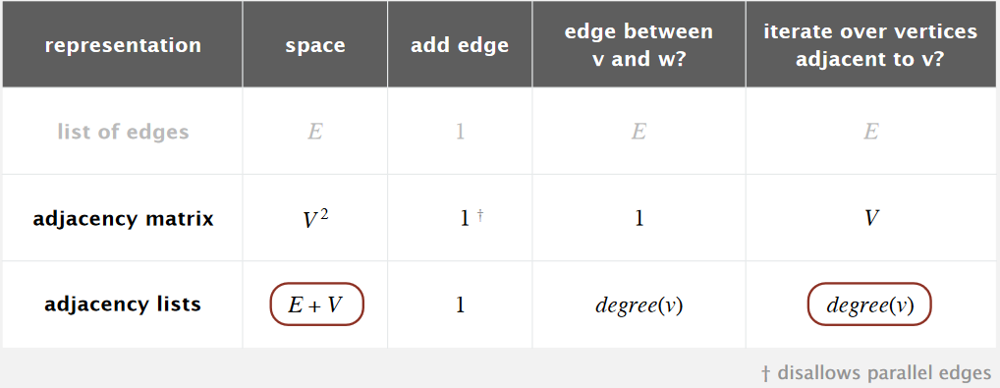 representation space add edge edge between v and w? iterate over vertices adjacent to v?
list of edges E 1 E E
adjacency matrix V² 1 † 1 V
adjacency lists E + V 1 degree(v) degree(v)
† disallows parallel edges